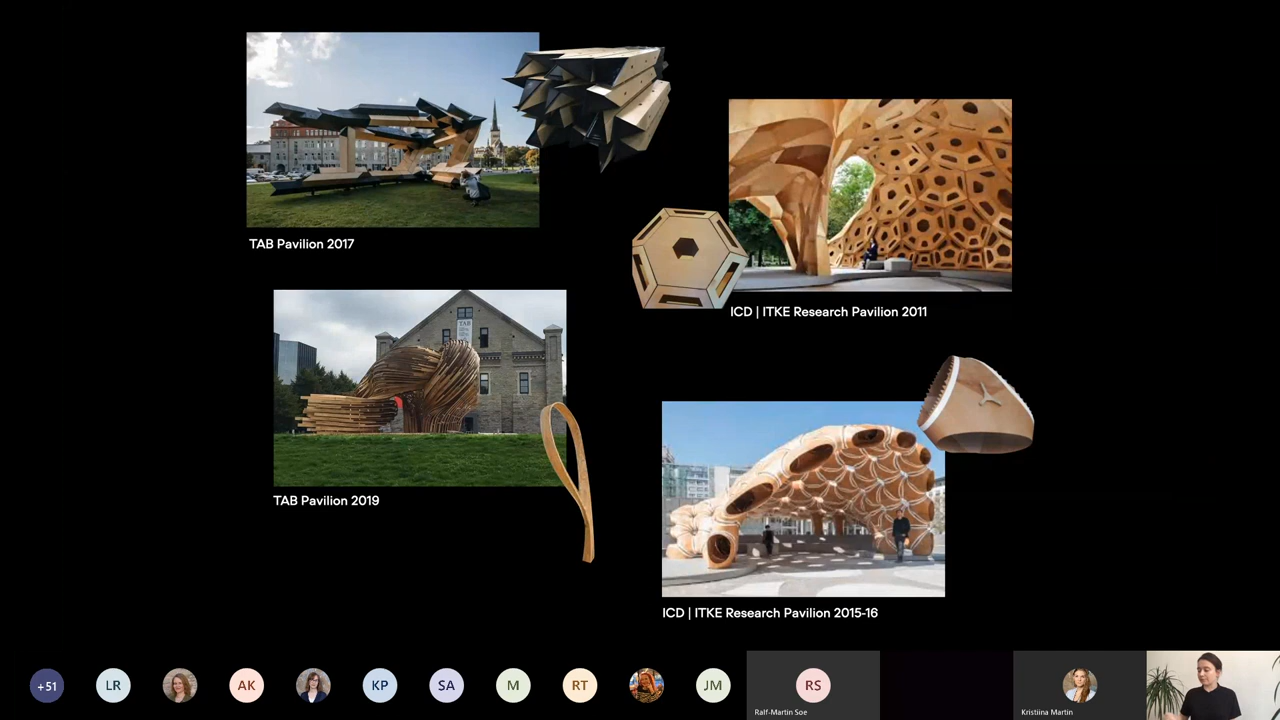 TAB Pavilion 2017
ICD | ITKE Research Pavilion 2011
TAB
TAB Pavilion 2019
ICD | ITKE Research Pavilion 2015-16
+51
LR
AK
KP
SA
M
RT
JM
RS
Ralf-Martin Soe
Kristiina Martin